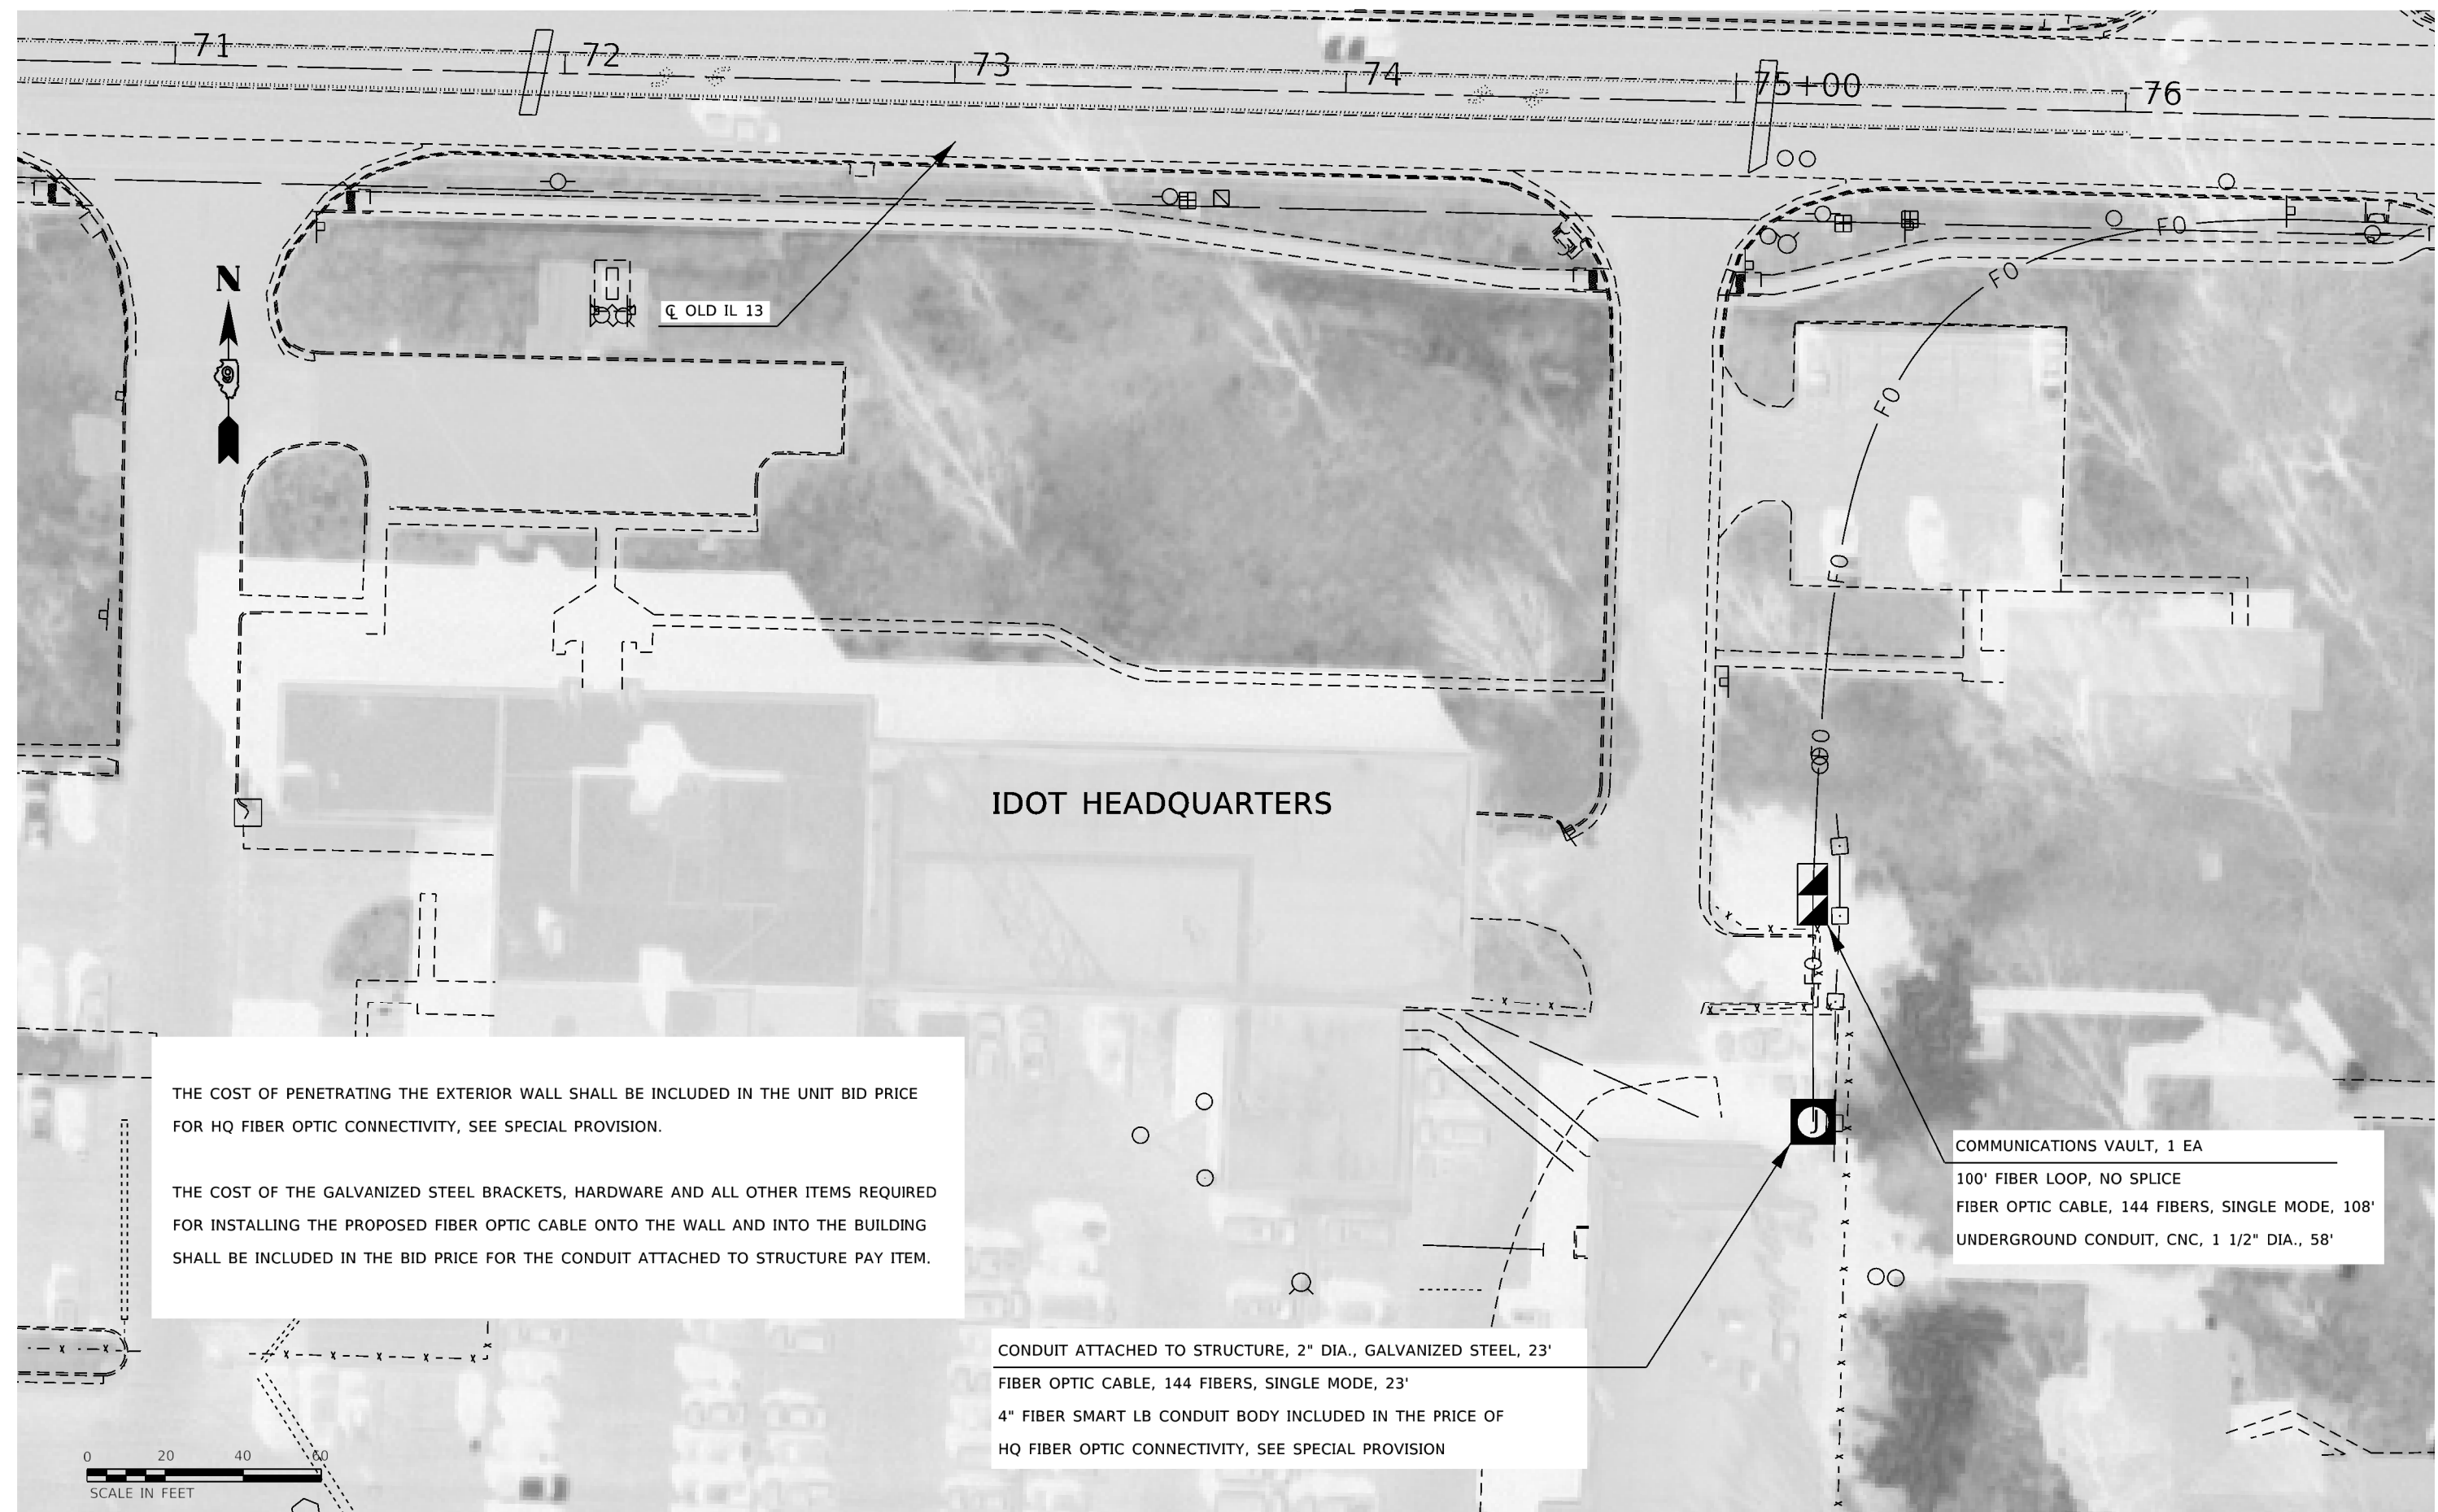 71
72
73
74
75+00
76
N
℄ OLD IL 13
FO
FO
FO
FO
FO
IDOT HEADQUARTERS
THE COST OF PENETRATING THE EXTERIOR WALL SHALL BE INCLUDED IN THE UNIT BID PRICE
FOR HQ FIBER OPTIC CONNECTIVITY, SEE SPECIAL PROVISION.
THE COST OF THE GALVANIZED STEEL BRACKETS, HARDWARE AND ALL OTHER ITEMS REQUIRED
FOR INSTALLING THE PROPOSED FIBER OPTIC CABLE ONTO THE WALL AND INTO THE BUILDING
SHALL BE INCLUDED IN THE BID PRICE FOR THE CONDUIT ATTACHED TO STRUCTURE PAY ITEM.
J
COMMUNICATIONS VAULT, 1 EA
100' FIBER LOOP, NO SPLICE
FIBER OPTIC CABLE, 144 FIBERS, SINGLE MODE, 108'
UNDERGROUND CONDUIT, CNC, 1 1/2" DIA., 58'
CONDUIT ATTACHED TO STRUCTURE, 2" DIA., GALVANIZED STEEL, 23'
FIBER OPTIC CABLE, 144 FIBERS, SINGLE MODE, 23'
4" FIBER SMART LB CONDUIT BODY INCLUDED IN THE PRICE OF
HQ FIBER OPTIC CONNECTIVITY, SEE SPECIAL PROVISION
0 20 40 60
SCALE IN FEET